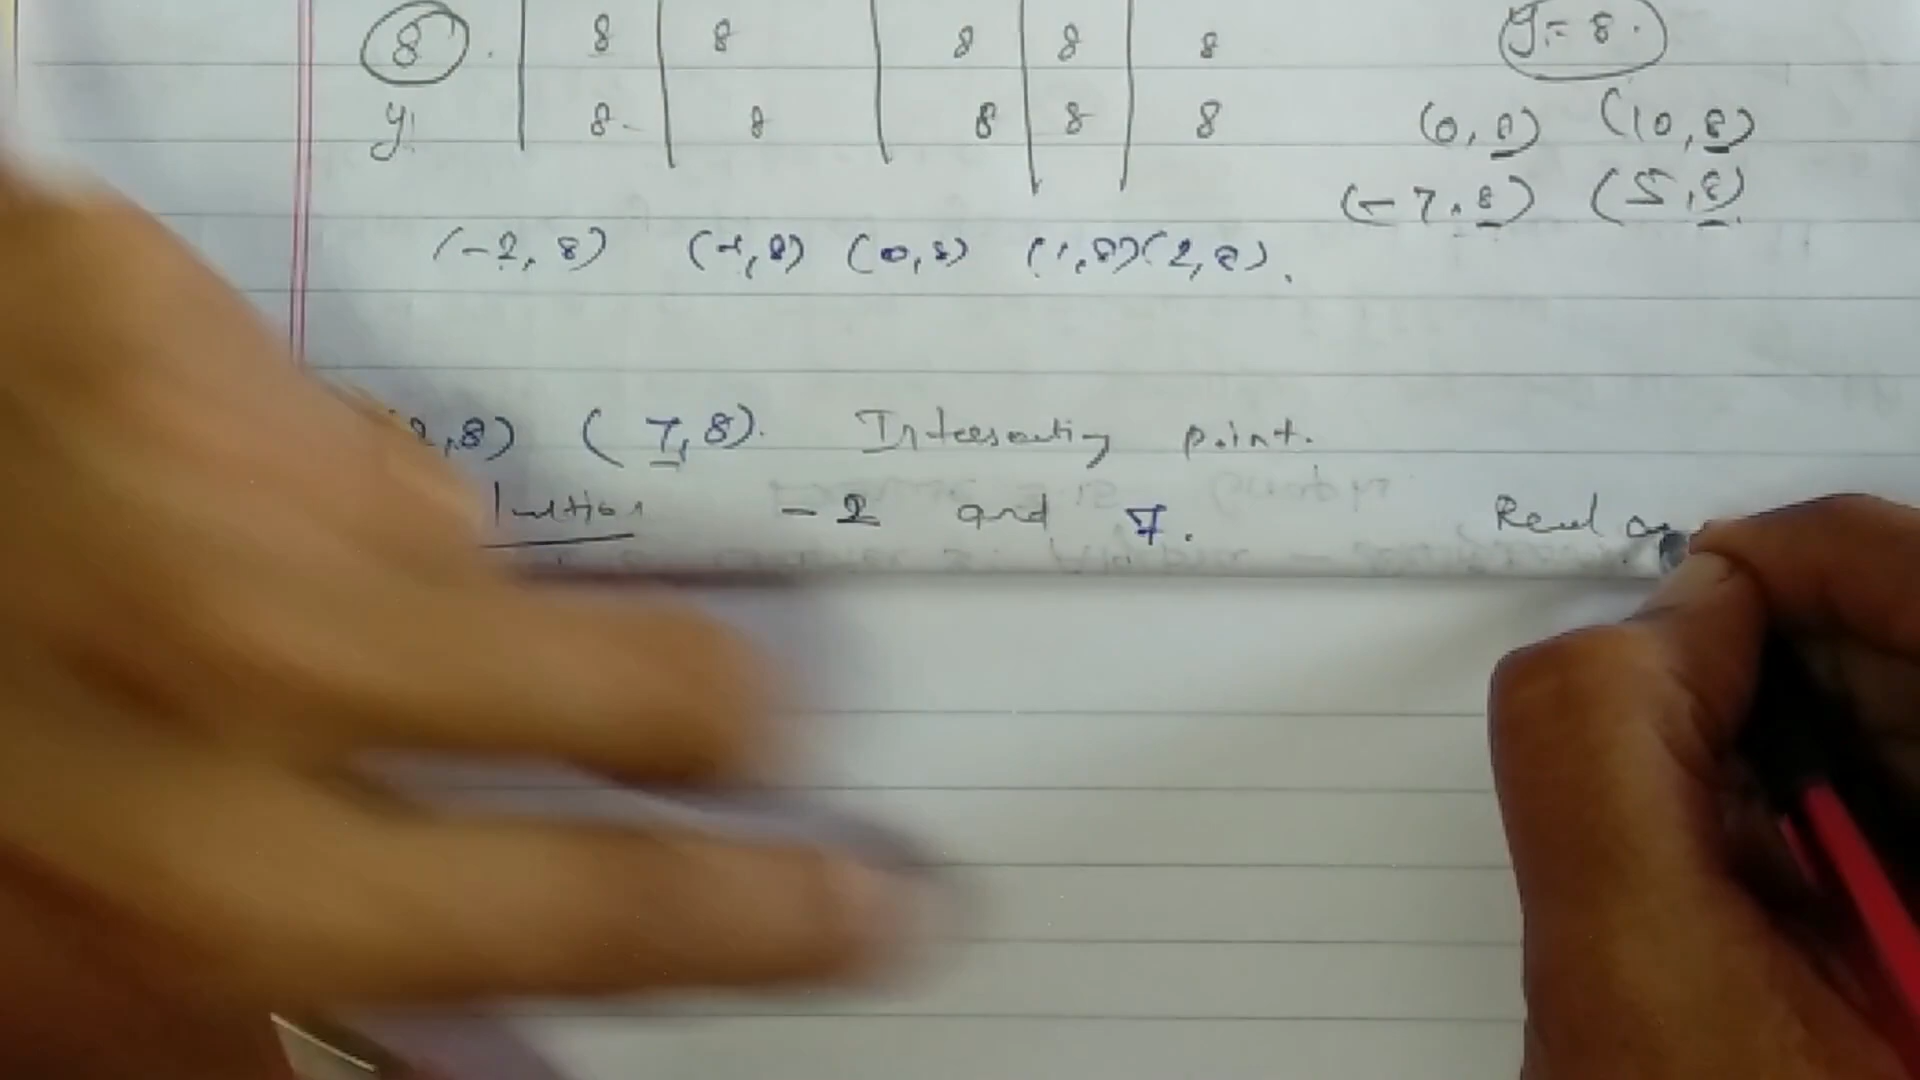 8 . 8 8 8 8 8 y = 8 .
y 8 8 8 8 8 (0, 8) (10, 8)
(-7, 8) (5, 8)
(-2, 8) (-1, 8) (0, 8) (1, 8) (2, 8).
2, 8) (7, 8). Intersecting point.
lution -2 and 7. Real